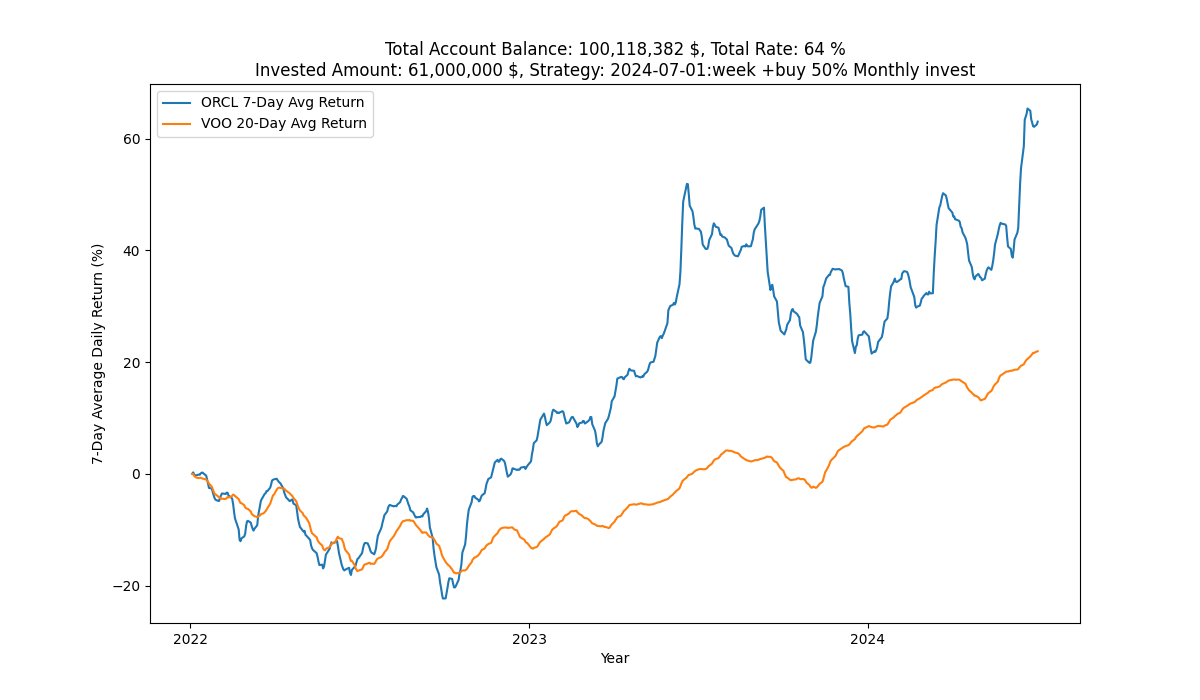 Total Account Balance: 100,118,382 $, Total Rate: 64 %
Invested Amount: 61,000,000 $, Strategy: 2024-07-01:week +buy 50% Monthly invest
ORCL 7-Day Avg Return
VOO 20-Day Avg Return
7-Day Average Daily Return (%)
60
40
20
0
−20
2022
2023
2024
Year